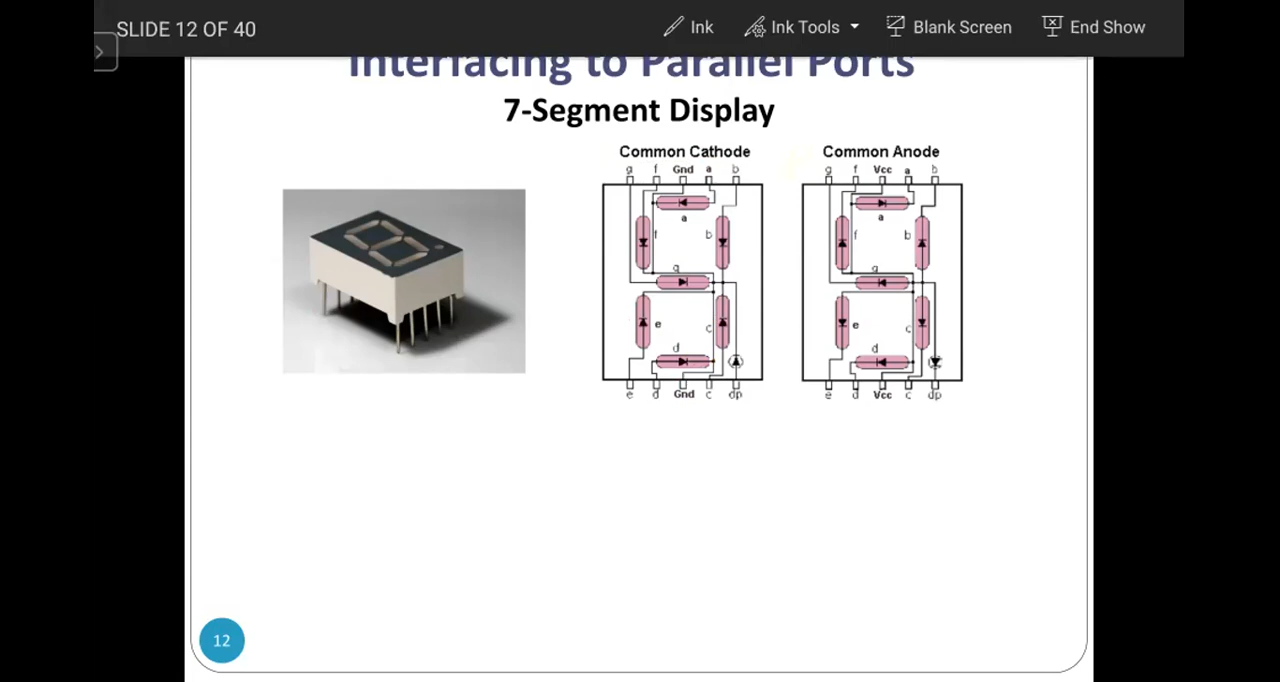 SLIDE 12 OF 40
Ink
Ink Tools
Blank Screen
End Show
Interfacing to Parallel Ports
7-Segment Display
Common Cathode
g f Gnd a b
a
f
b
g
e
c
d
e d Gnd c dp
Common Anode
g f Vcc a b
a
f
b
g
e
c
d
e d Vcc c dp
12